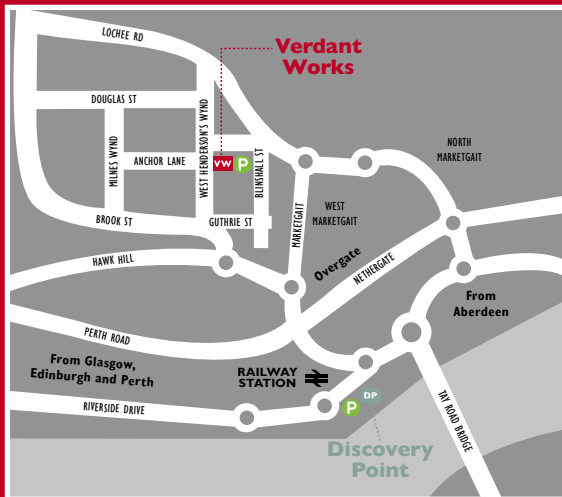 LOCHEE RD
Verdant
Works
DOUGLAS ST
WEST HENDERSON'S WYND
MILNES WYND
ANCHOR LANE
VW
P
BLINSHALL ST
NORTH
MARKETGAIT
BROOK ST
GUTHRIE ST
MARKETGAIT
WEST
MARKETGAIT
HAWK HILL
Overgate
NETHERGATE
From
Aberdeen
PERTH ROAD
From Glasgow,
Edinburgh and Perth
RAILWAY
STATION
RIVERSIDE DRIVE
P
DP
TAY ROAD BRIDGE
Discovery
Point